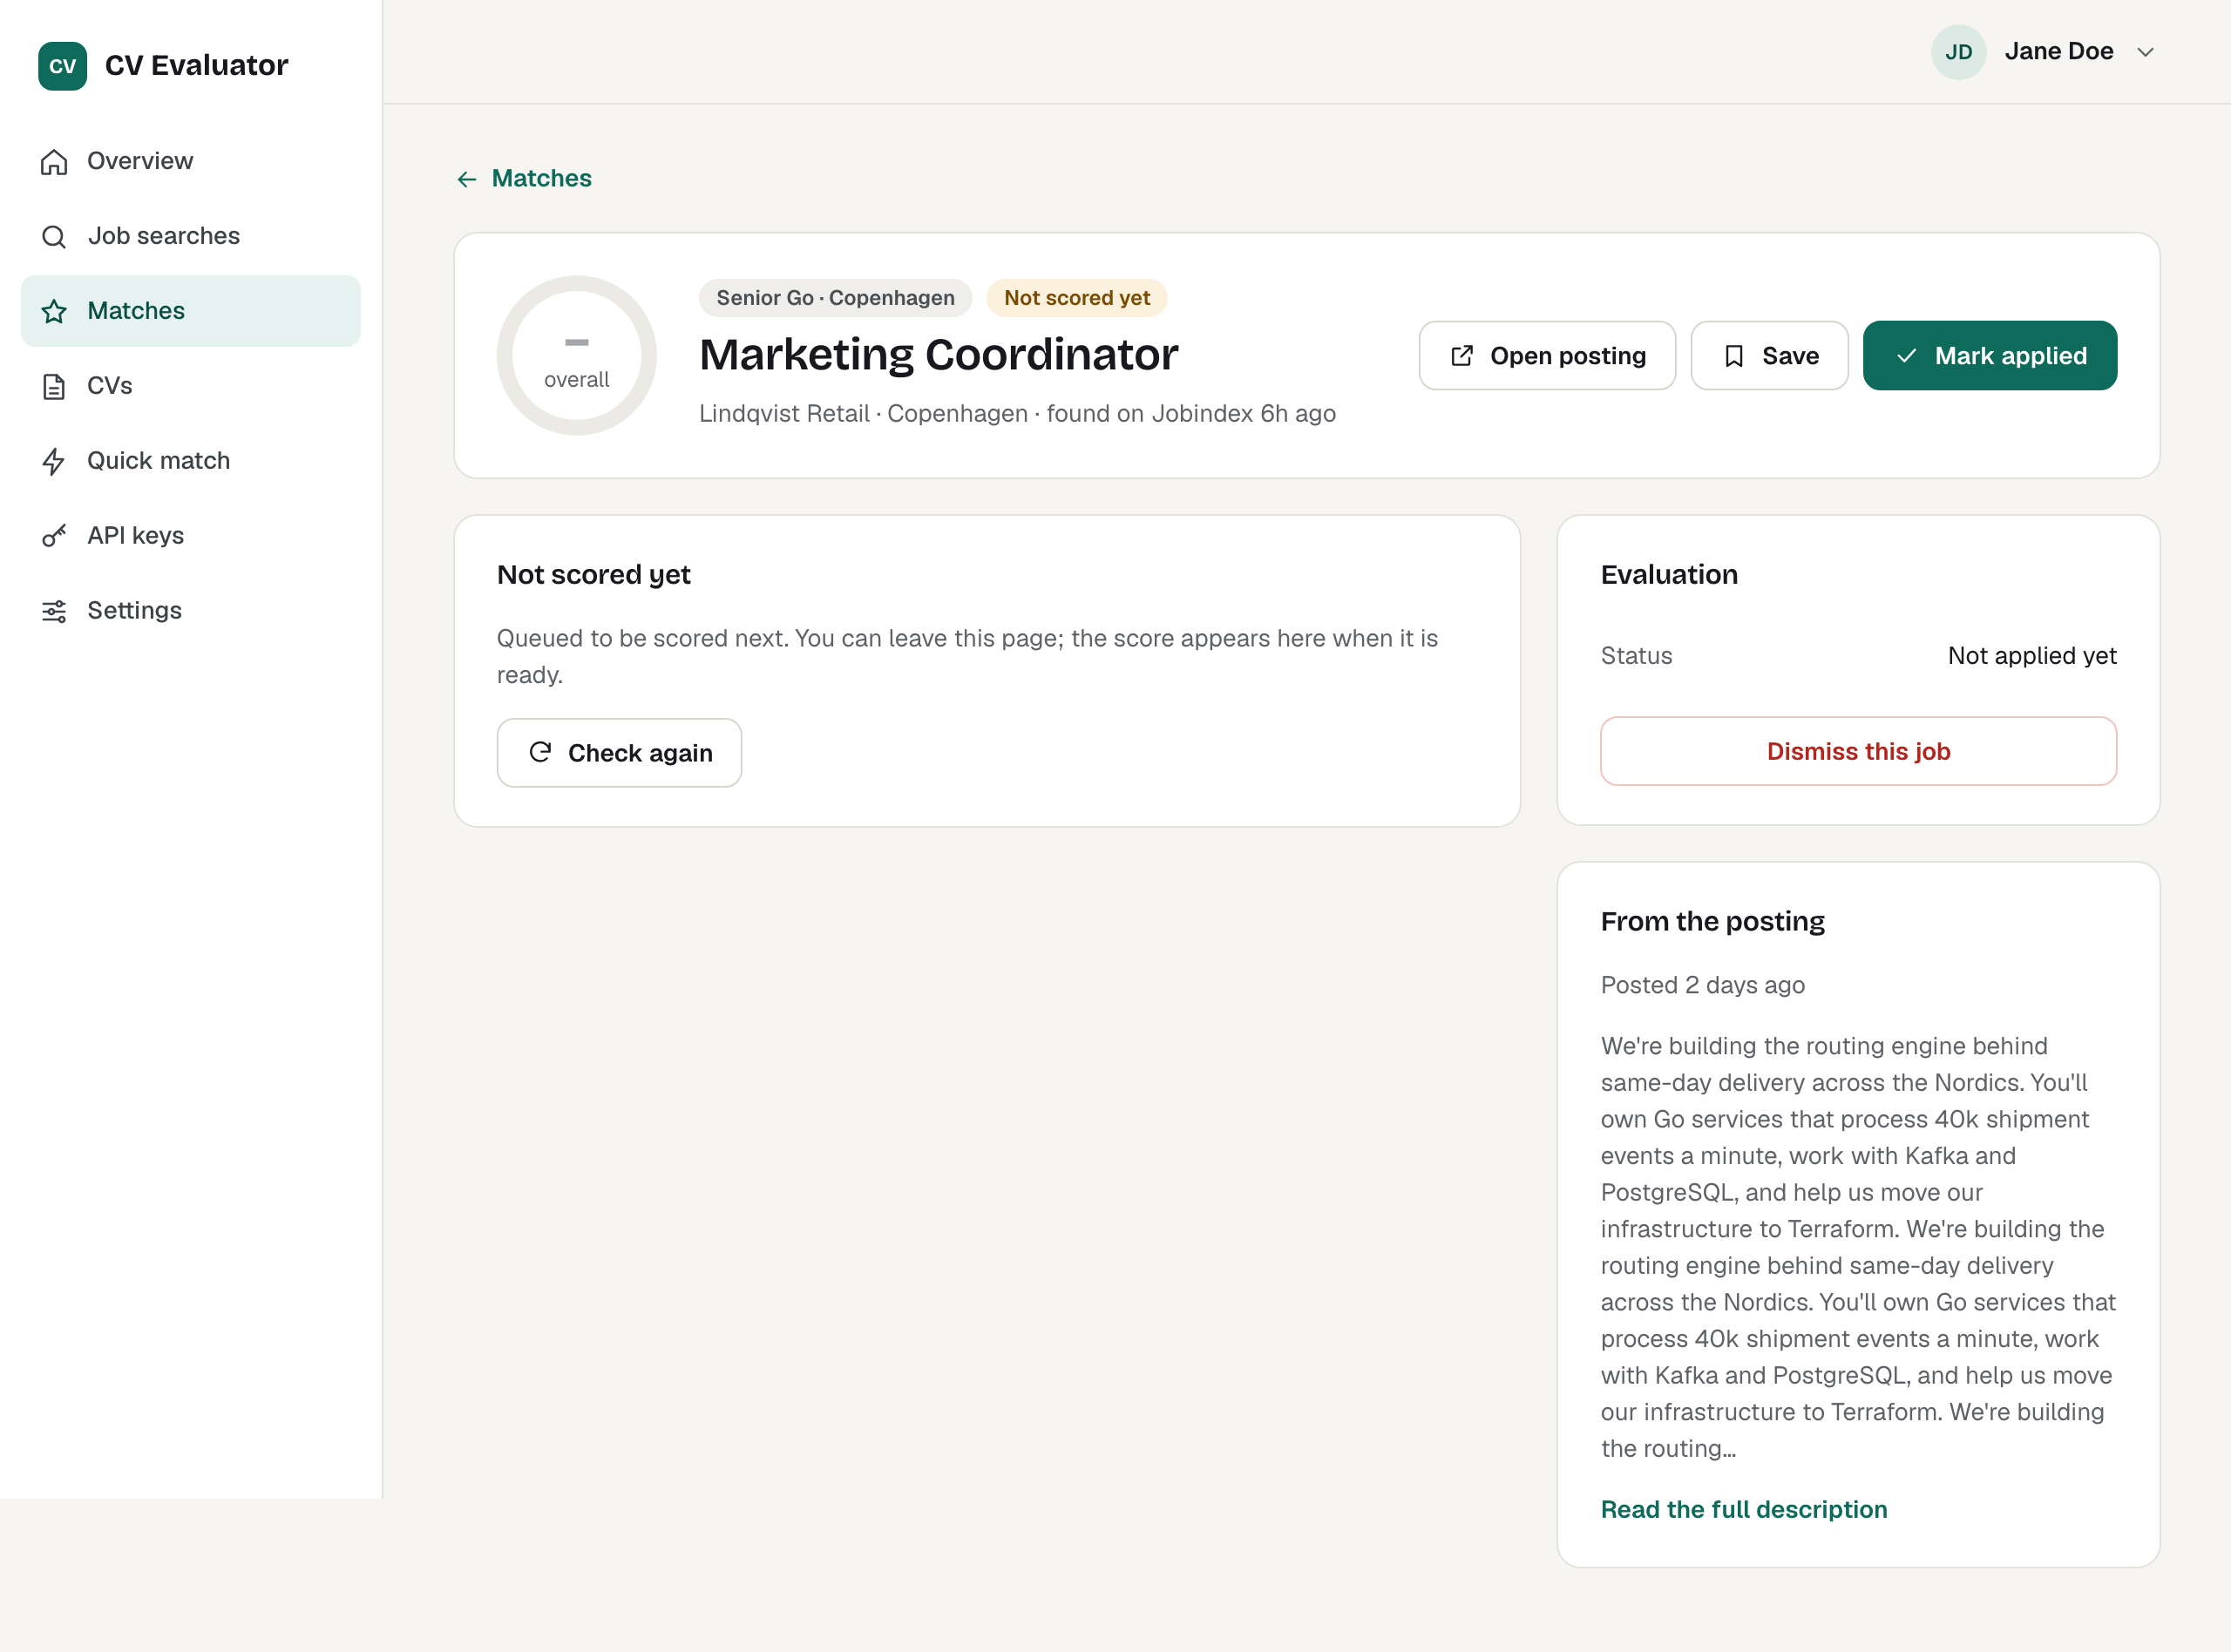 CV
CV Evaluator
Overview
Job searches
Matches
CVs
Quick match
API keys
Settings
JD
Jane Doe
Matches
–
overall
Senior Go · Copenhagen
Not scored yet
Marketing Coordinator
Lindqvist Retail · Copenhagen · found on Jobindex 6h ago
Open posting
Save
Mark applied
Not scored yet
Queued to be scored next. You can leave this page; the score appears here when it is
ready.
Check again
Evaluation
Status
Not applied yet
Dismiss this job
From the posting
Posted 2 days ago
We're building the routing engine behind
same-day delivery across the Nordics. You'll
own Go services that process 40k shipment
events a minute, work with Kafka and
PostgreSQL, and help us move our
infrastructure to Terraform. We're building the
routing engine behind same-day delivery
across the Nordics. You'll own Go services that
process 40k shipment events a minute, work
with Kafka and PostgreSQL, and help us move
our infrastructure to Terraform. We're building
the routing…
Read the full description